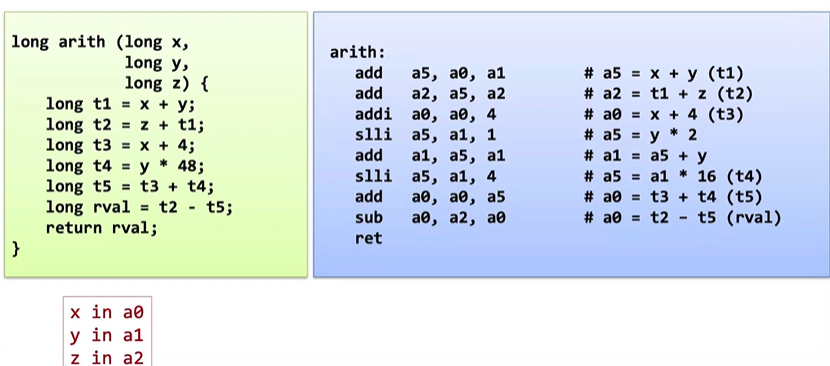 long arith (long x,
long y,
long z) {
long t1 = x + y;
long t2 = z + t1;
long t3 = x + 4;
long t4 = y * 48;
long t5 = t3 + t4;
long rval = t2 - t5;
return rval;
}
arith:
add a5, a0, a1 # a5 = x + y (t1)
add a2, a5, a2 # a2 = t1 + z (t2)
addi a0, a0, 4 # a0 = x + 4 (t3)
slli a5, a1, 1 # a5 = y * 2
add a1, a5, a1 # a1 = a5 + y
slli a5, a1, 4 # a5 = a1 * 16 (t4)
add a0, a0, a5 # a0 = t3 + t4 (t5)
sub a0, a2, a0 # a0 = t2 - t5 (rval)
ret
x in a0
y in a1
z in a2